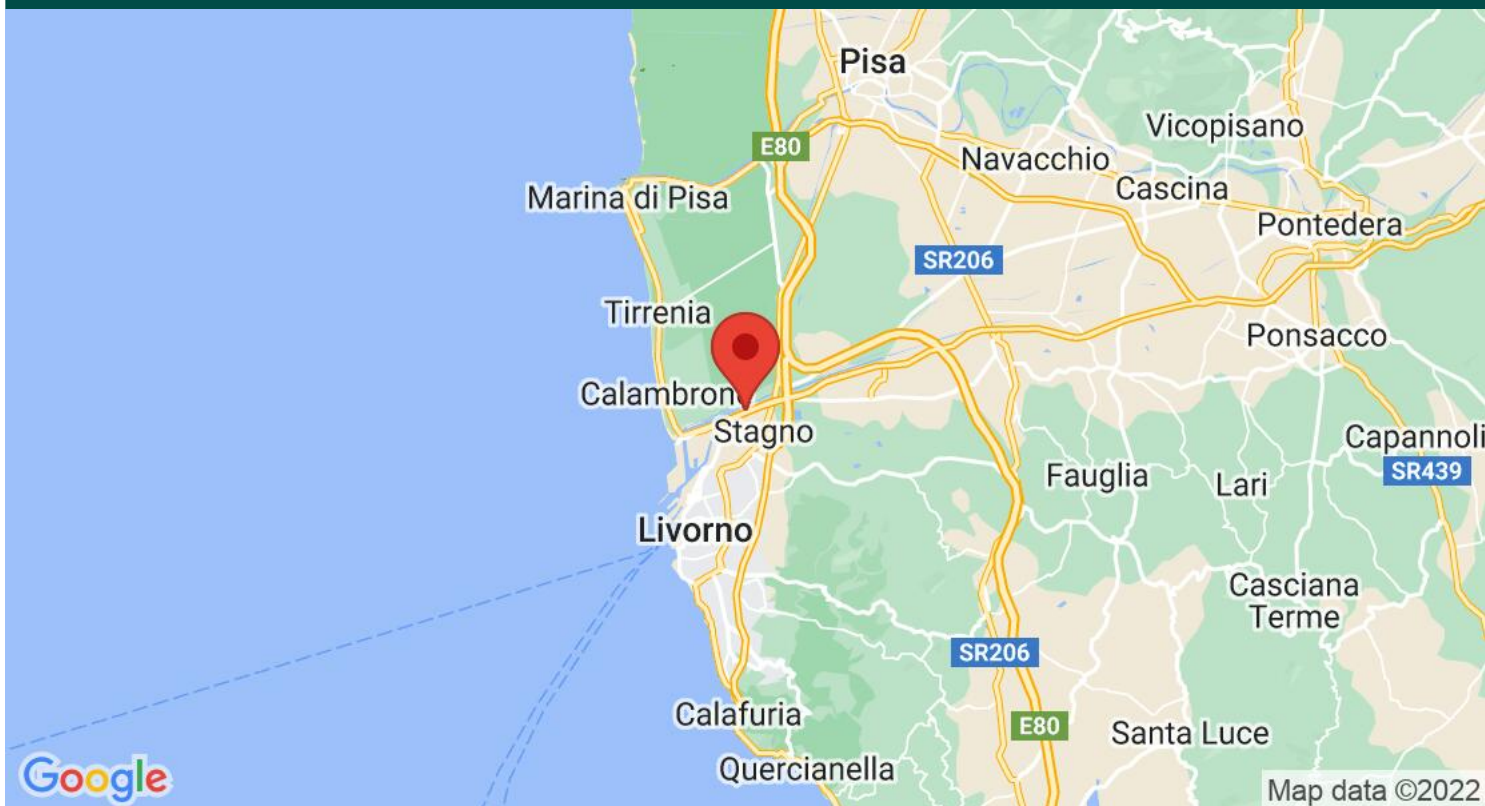 Pisa
Vicopisano
E80
Navacchio
Cascina
Marina di Pisa
Pontedera
SR206
Tirrenia
Ponsacco
Calambron
Stagno
Capannoli
Fauglia
SR439
Lari
Livorno
Casciana
Terme
SR206
Calafuria
E80
Santa Luce
Quercianella
Google
Map data ©2022